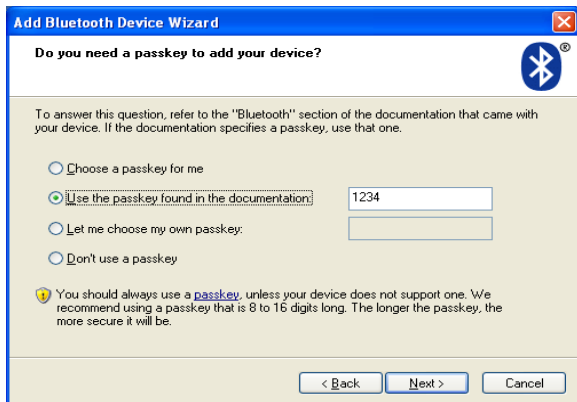 Add Bluetooth Device Wizard
Do you need a passkey to add your device?
®
To answer this question, refer to the "Bluetooth" section of the documentation that came with
your device. If the documentation specifies a passkey, use that one.
Choose a passkey for me
Use the passkey found in the documentation: 1234
Let me choose my own passkey:
Don't use a passkey
You should always use a passkey, unless your device does not support one. We
recommend using a passkey that is 8 to 16 digits long. The longer the passkey, the
more secure it will be.
< Back Next > Cancel